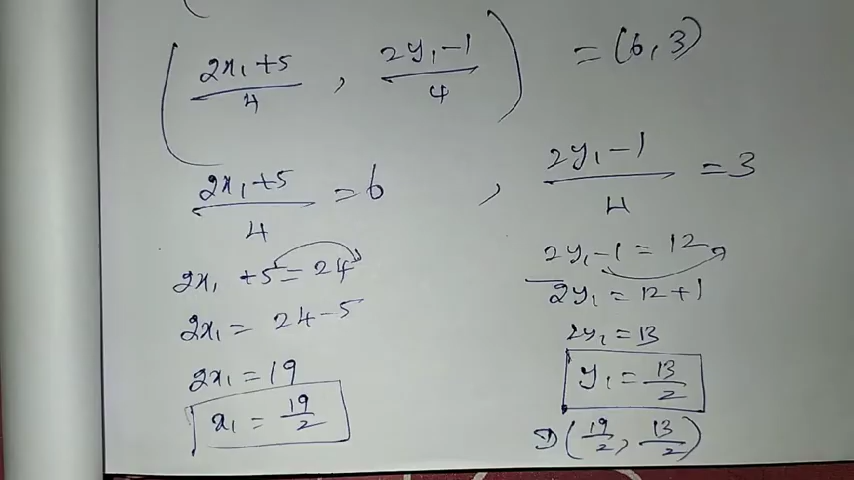 ( (2x₁+5)/4 , (2y₁-1)/4 ) = (6,3)
(2x₁+5)/4 = 6 , (2y₁-1)/4 = 3
2x₁ +5 = 24
2x₁ = 24-5
2x₁ = 19
x₁ = 19/2
2y₁-1 = 12
2y₁ = 12+1
2y₁ = 13
y₁ = 13/2
D(19/2, 13/2)